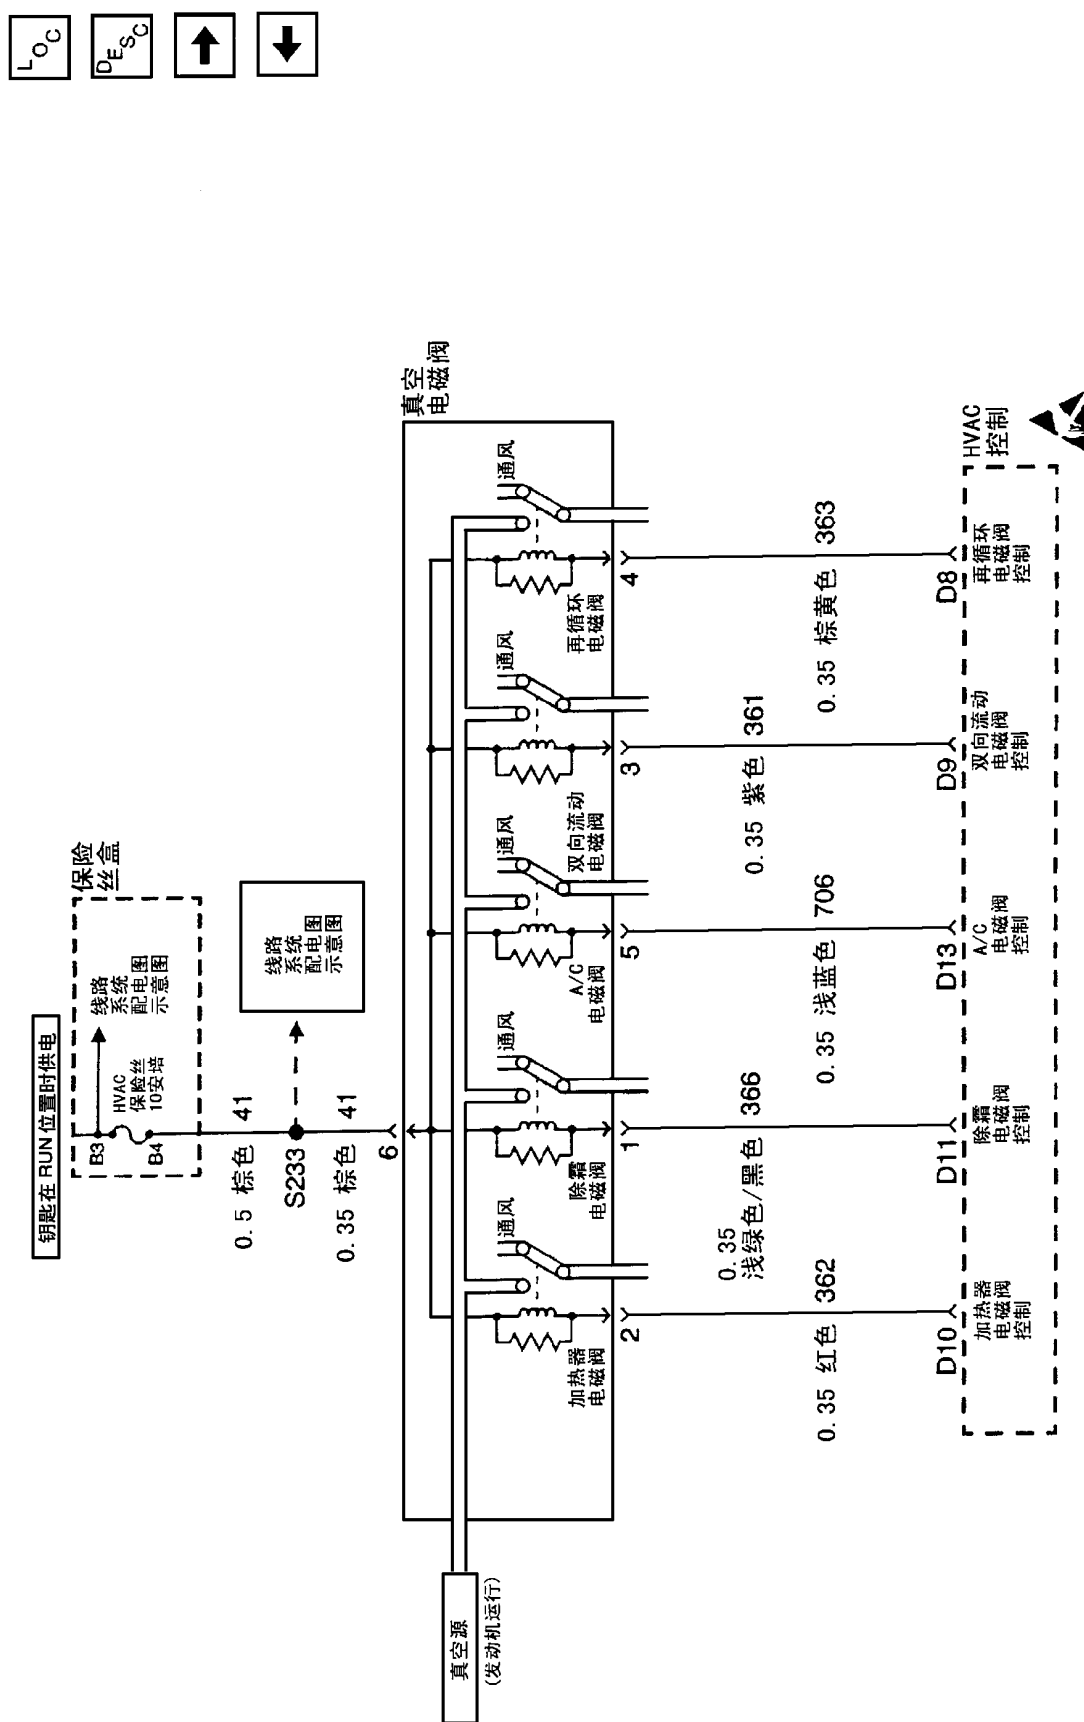 LOC
DESC
钥匙在 RUN 位置时供电
保险
丝盒
线路
系统
配电图
示意图
HVAC
保险丝
10安培
B3
B4
0.5 棕色 41
S233
线路
系统
配电图
示意图
0.35 棕色 41
6
真空
电磁阀
真空源
(发动机运行)
通风
通风
通风
通风
通风
加热器
电磁阀
除霜
电磁阀
A/C
电磁阀
双向流动
电磁阀
再循环
电磁阀
2
1
5
3
4
0.35 红色 362
0.35
浅绿色/黑色 366
0.35 浅蓝色 706
0.35 紫色 361
0.35 棕黄色 363
D10
D11
D13
D9
D8
加热器
电磁阀
控制
除霜
电磁阀
控制
A/C
电磁阀
控制
双向流动
电磁阀
控制
再循环
电磁阀
控制
HVAC
控制